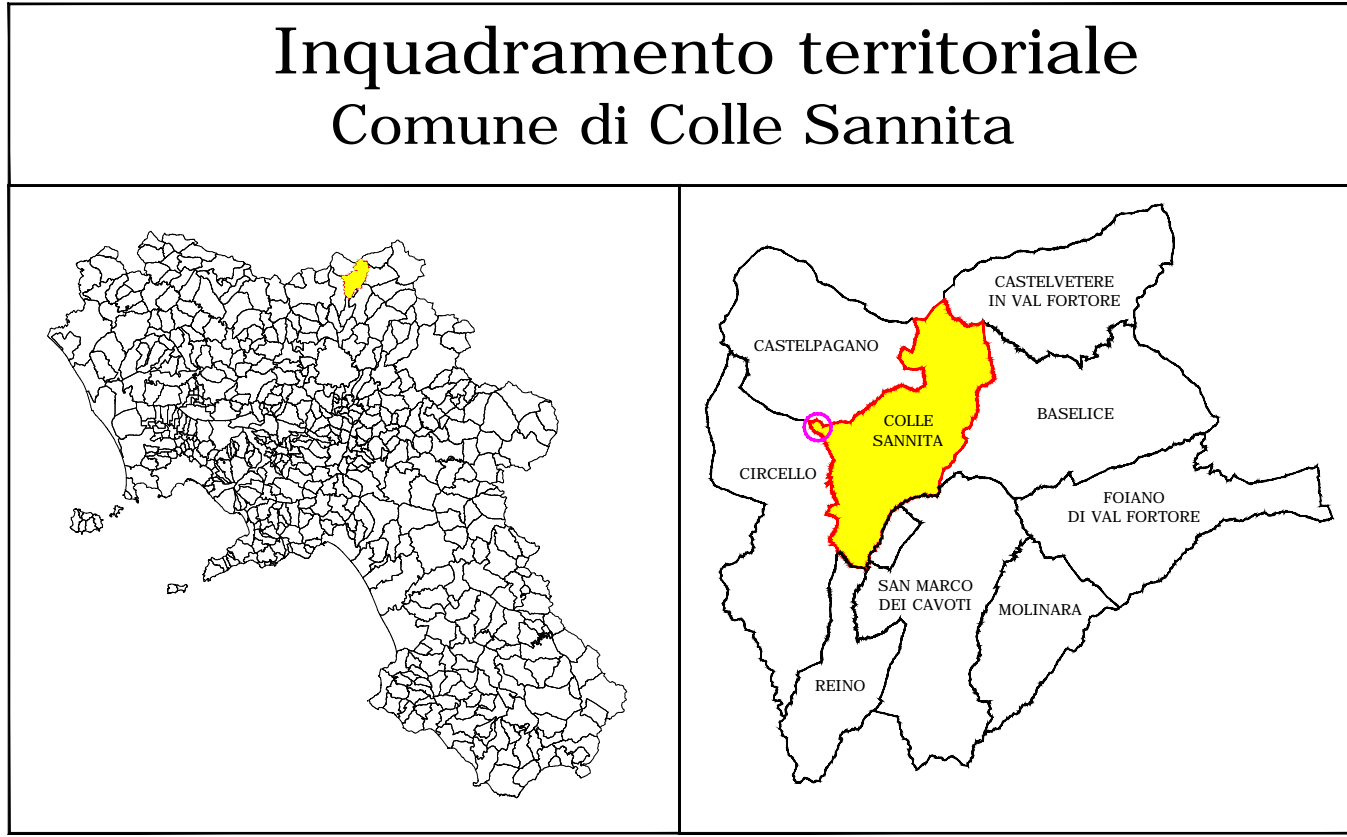 Inquadramento territoriale
Comune di Colle Sannita
CASTELVETERE
IN VAL FORTORE
CASTELPAGANO
BASELICE
COLLE
SANNITA
CIRCELLO
FOIANO
DI VAL FORTORE
SAN MARCO
DEI CAVOTI
MOLINARA
REINO